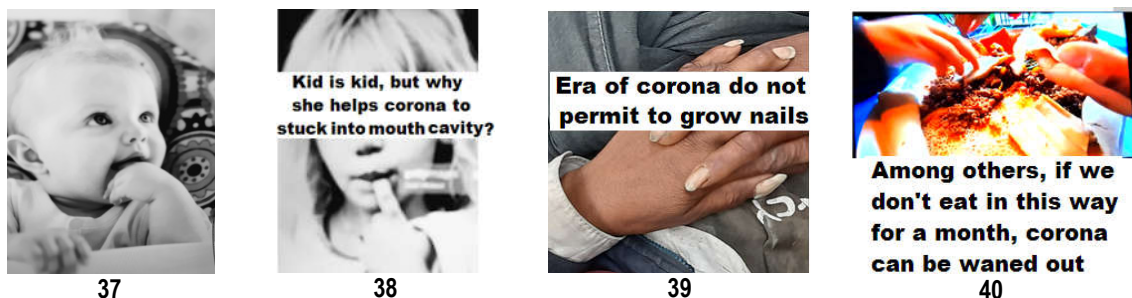 Kid is kid, but why
she helps corona to
stuck into mouth cavity?
Era of corona do not
permit to grow nails
Among others, if we
don't eat in this way
for a month, corona
can be waned out
37
38
39
40